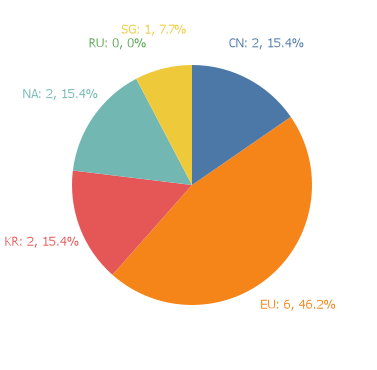 SG: 1, 7.7%
RU: 0, 0%
CN: 2, 15.4%
NA: 2, 15.4%
KR: 2, 15.4%
EU: 6, 46.2%